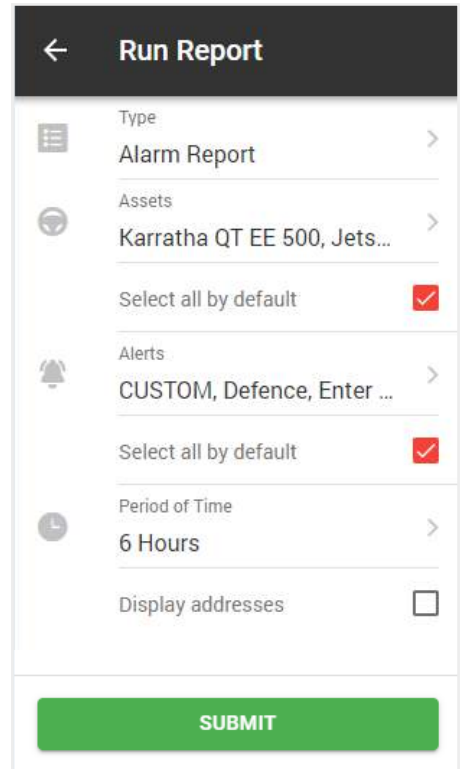 Run Report
Type
Alarm Report
Assets
Karratha QT EE 500, Jets...
Select all by default
Alerts
CUSTOM, Defence, Enter ...
Select all by default
Period of Time
6 Hours
Display addresses
SUBMIT